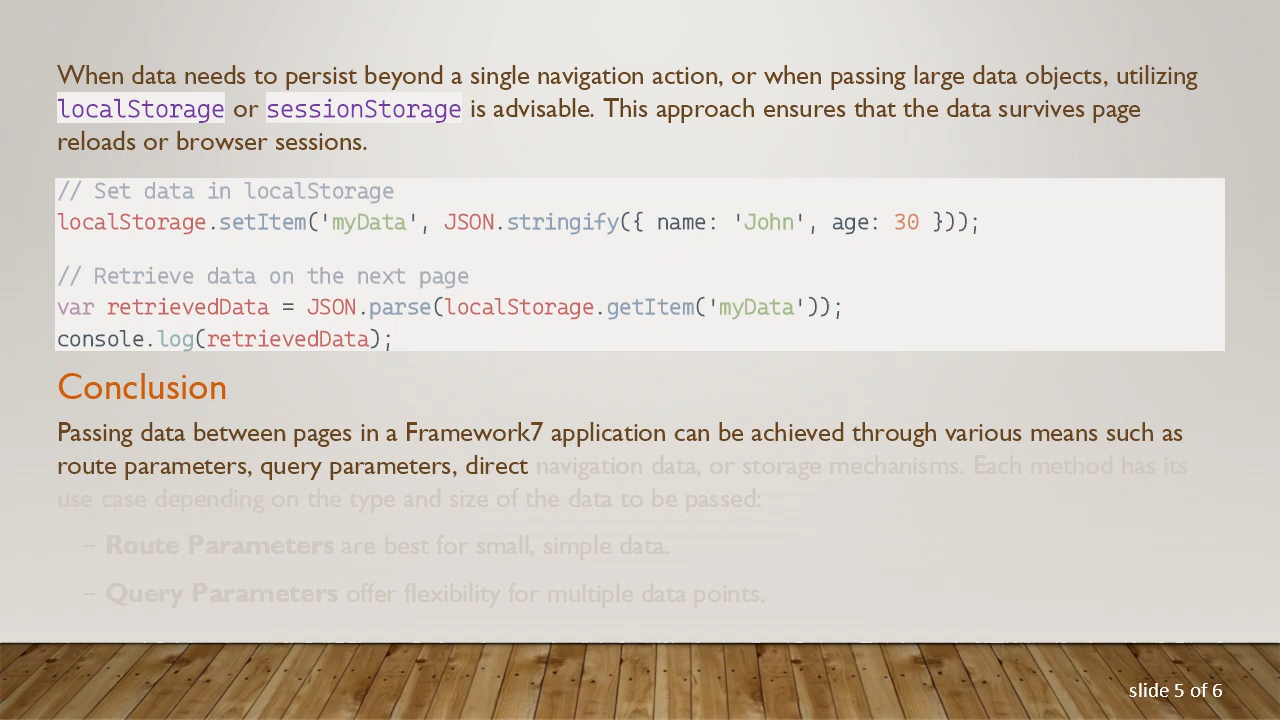 When data needs to persist beyond a single navigation action, or when passing large data objects, utilizing
localStorage or sessionStorage is advisable. This approach ensures that the data survives page
reloads or browser sessions.
// Set data in localStorage
localStorage.setItem('myData', JSON.stringify({ name: 'John', age: 30 }));
// Retrieve data on the next page
var retrievedData = JSON.parse(localStorage.getItem('myData'));
console.log(retrievedData);
Conclusion
Passing data between pages in a Framework7 application can be achieved through various means such as
route parameters, query parameters, direct navigation data, or storage mechanisms. Each method has its
use case depending on the type and size of the data to be passed:
– Route Parameters are best for small, simple data.
– Query Parameters offer flexibility for multiple data points.
slide 5 of 6